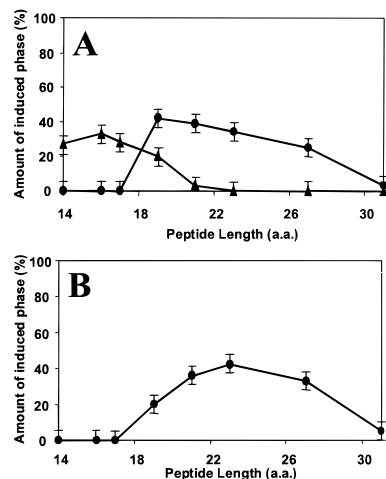 A
Amount of induced phase (%)
100
80
60
40
20
0
14 18 22 26 30
Peptide Length (a.a.)
B
Amount of induced phase (%)
100
80
60
40
20
0
14 18 22 26 30
Peptide Length (a.a.)